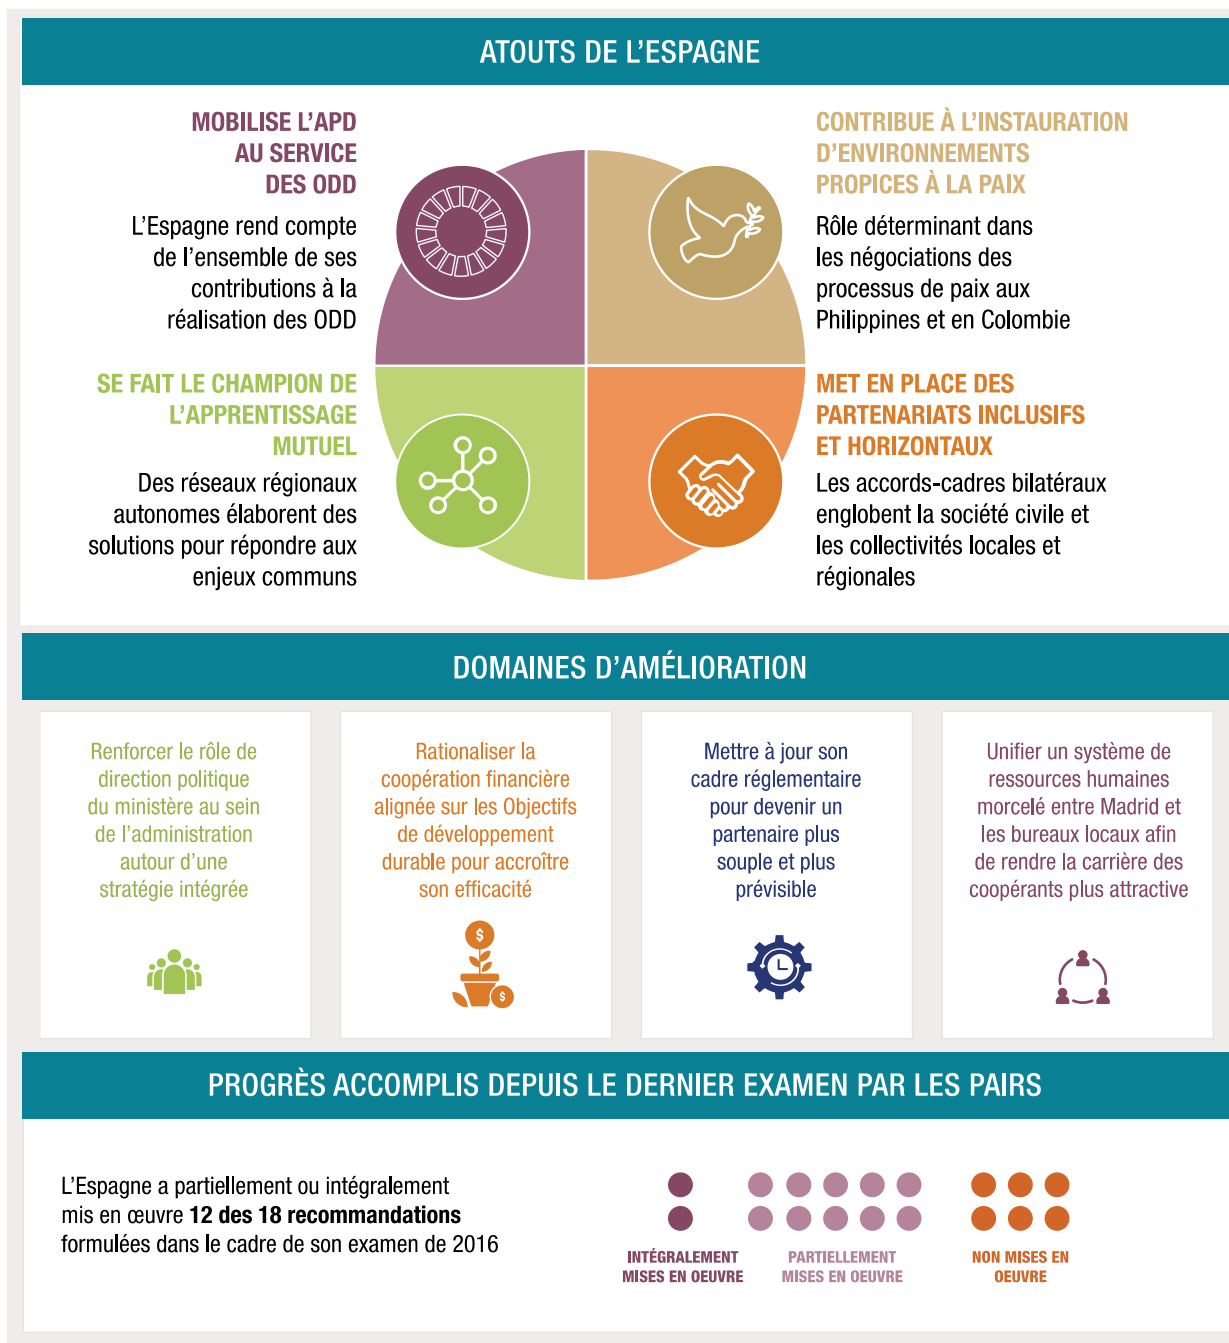 ATOUTS DE L'ESPAGNE
MOBILISE L'APD
AU SERVICE
DES ODD
L'Espagne rend compte
de l'ensemble de ses
contributions à la
réalisation des ODD
CONTRIBUE À L'INSTAURATION
D'ENVIRONNEMENTS
PROPICES À LA PAIX
Rôle déterminant dans
les négociations des
processus de paix aux
Philippines et en Colombie
SE FAIT LE CHAMPION DE
L'APPRENTISSAGE
MUTUEL
Des réseaux régionaux
autonomes élaborent des
solutions pour répondre aux
enjeux communs
MET EN PLACE DES
PARTENARIATS INCLUSIFS
ET HORIZONTAUX
Les accords-cadres bilatéraux
englobent la société civile et
les collectivités locales et
régionales
DOMAINES D'AMÉLIORATION
Renforcer le rôle de
direction politique
du ministère au sein
de l'administration
autour d'une
stratégie intégrée
Rationaliser la
coopération financière
alignée sur les Objectifs
de développement
durable pour accroître
son efficacité
$
$
Mettre à jour son
cadre réglementaire
pour devenir un
partenaire plus
souple et plus
prévisible
Unifier un système de
ressources humaines
morcelé entre Madrid et
les bureaux locaux afin
de rendre la carrière des
coopérants plus attractive
PROGRÈS ACCOMPLIS DEPUIS LE DERNIER EXAMEN PAR LES PAIRS
L'Espagne a partiellement ou intégralement
mis en œuvre 12 des 18 recommandations
formulées dans le cadre de son examen de 2016
INTÉGRALEMENT
MISES EN OEUVRE
PARTIELLEMENT
MISES EN OEUVRE
NON MISES EN
OEUVRE